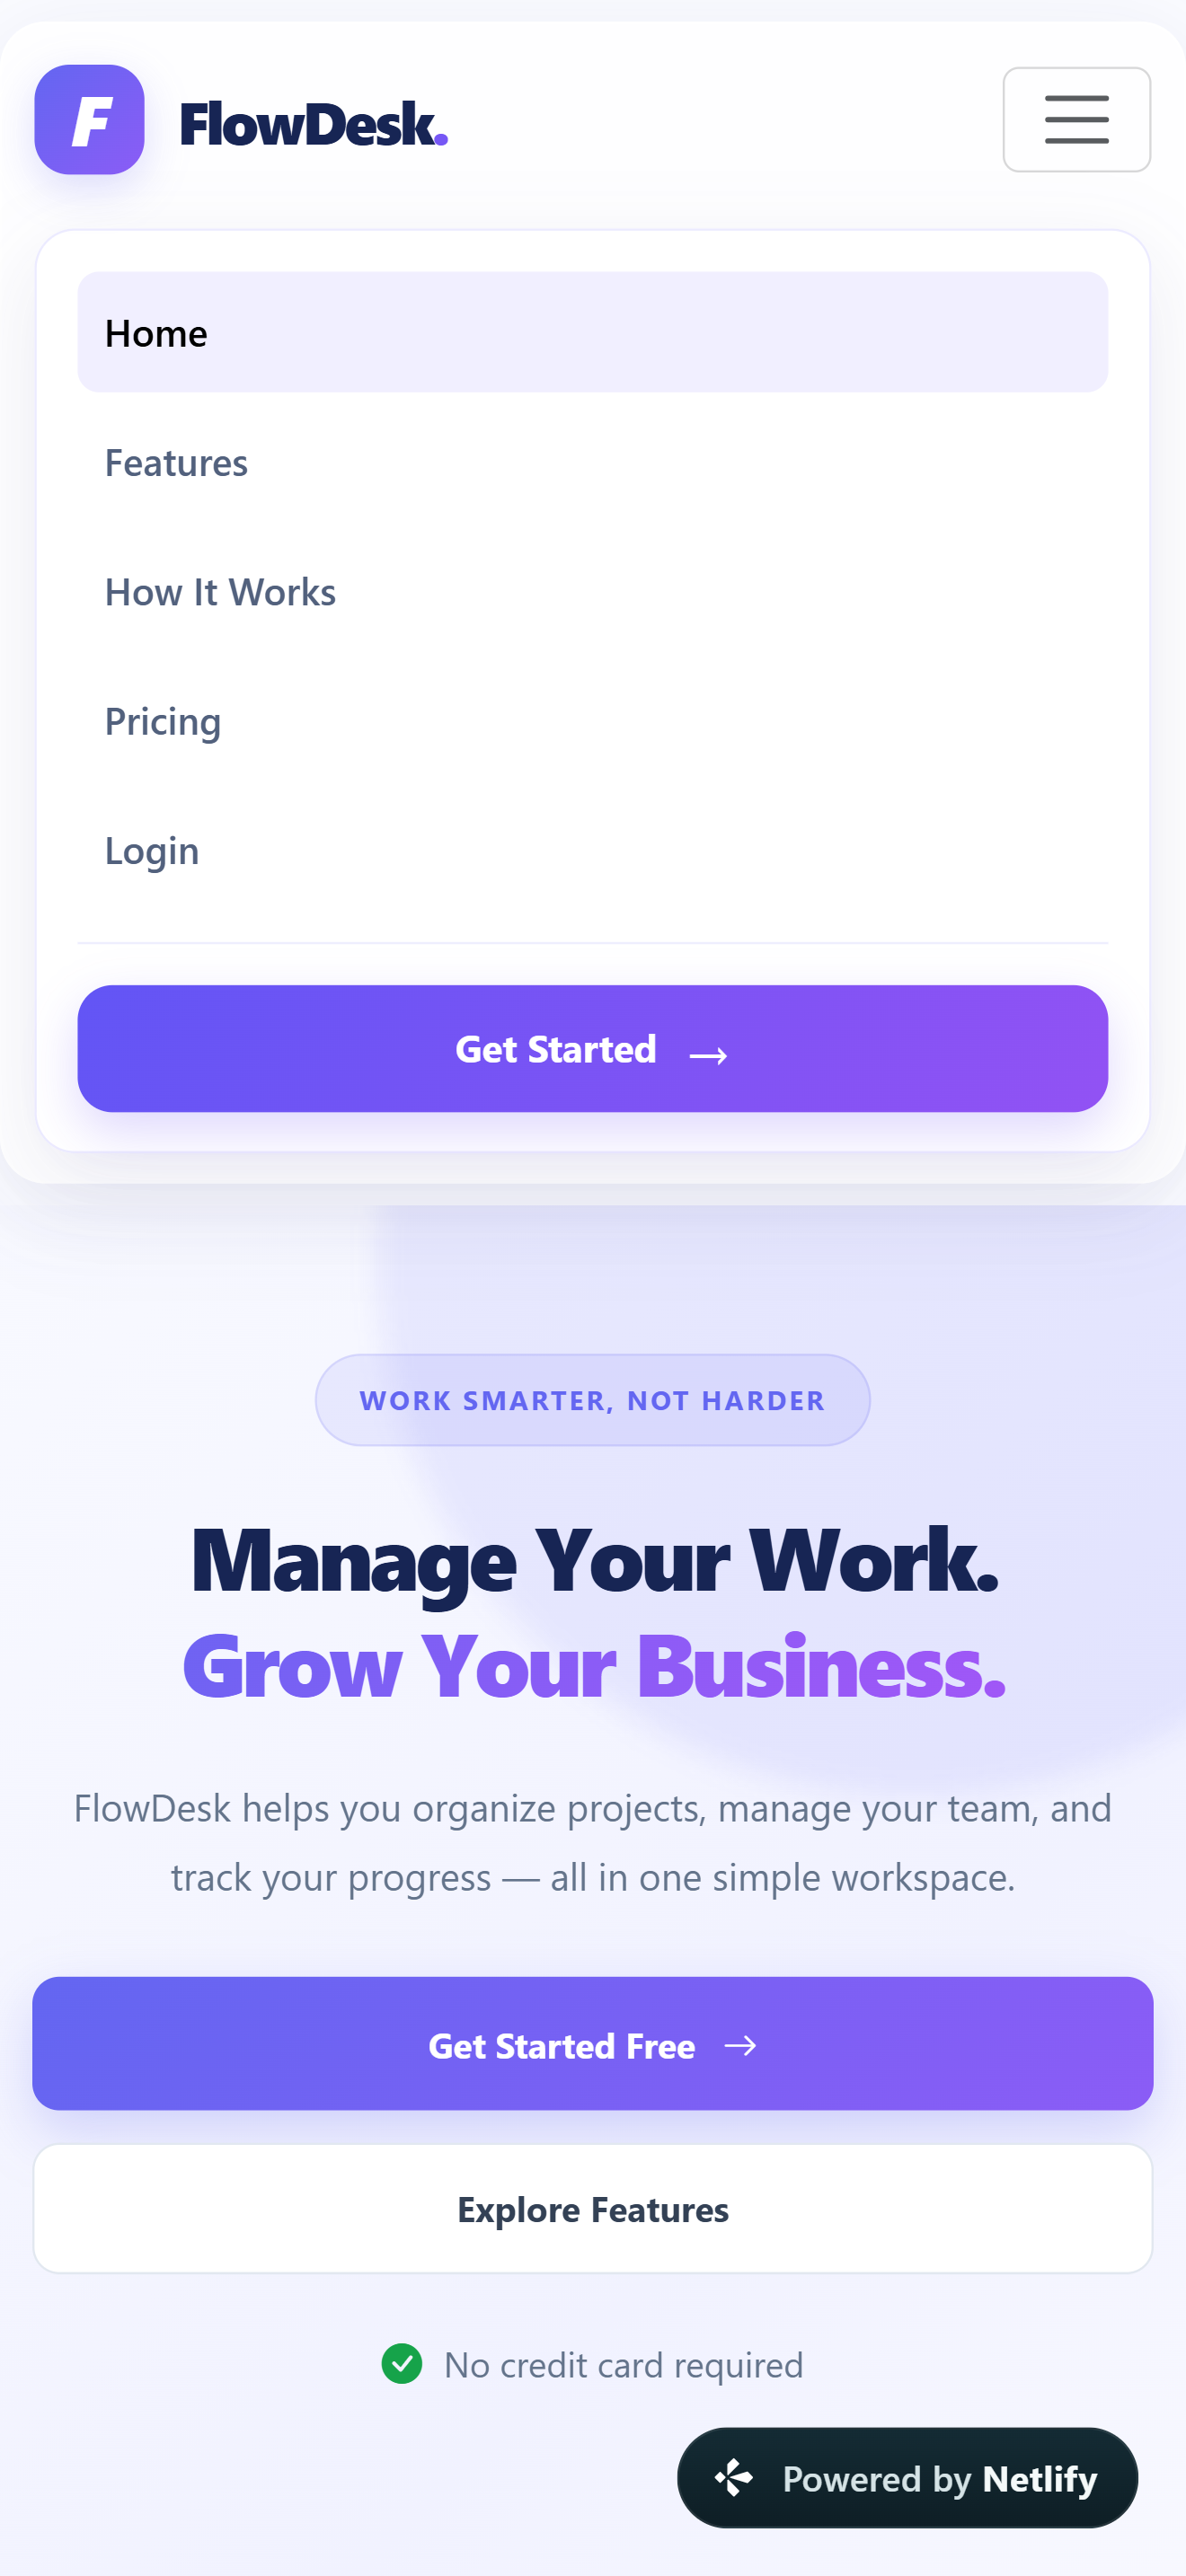 F
FlowDesk.
Home
Features
How It Works
Pricing
Login
Get Started →
WORK SMARTER, NOT HARDER
Manage Your Work.
Grow Your Business.
FlowDesk helps you organize projects, manage your team, and
track your progress — all in one simple workspace.
Get Started Free →
Explore Features
No credit card required
Powered by Netlify